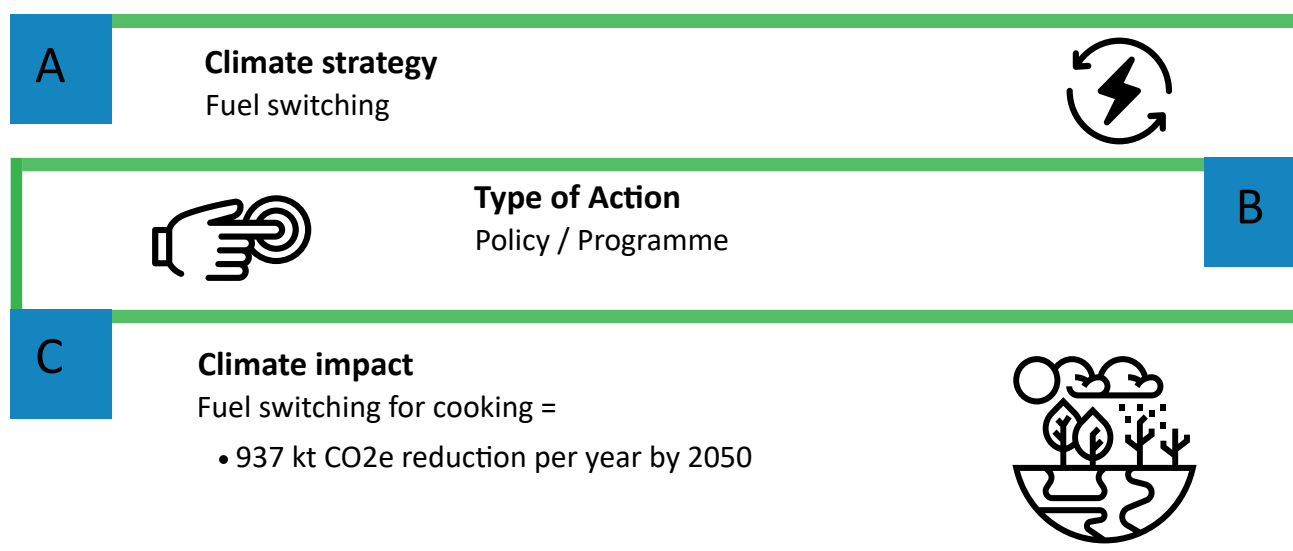 A
Climate strategy
Fuel switching
Type of Action
Policy / Programme
B
C
Climate impact
Fuel switching for cooking =
• 937 kt CO2e reduction per year by 2050